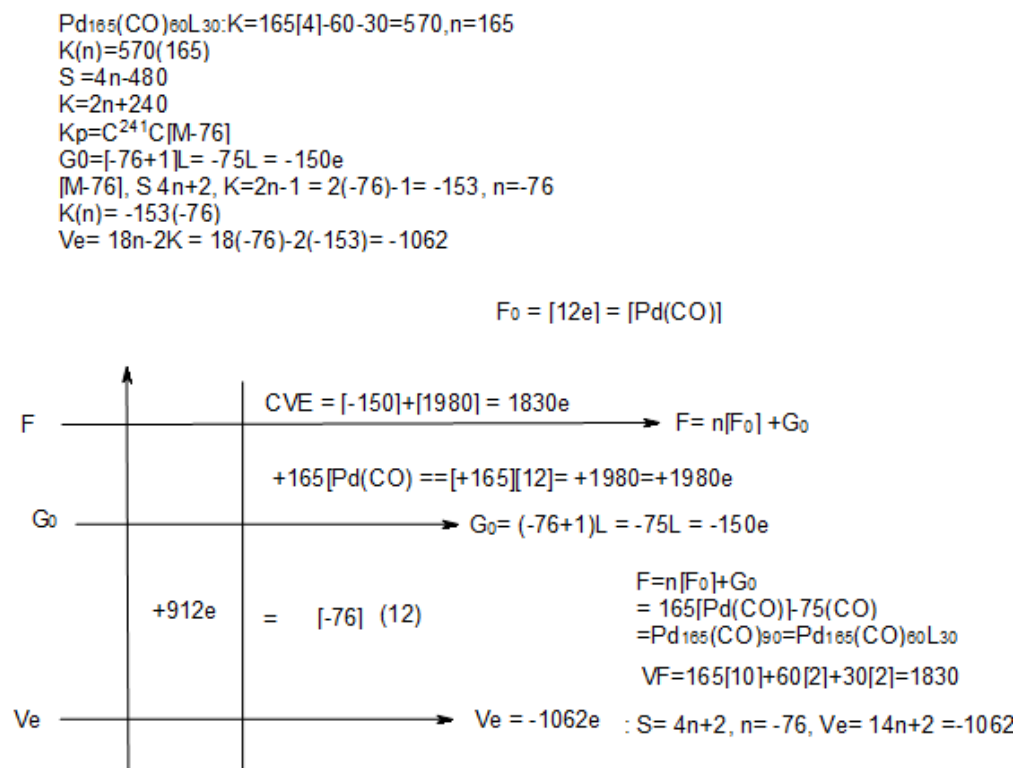 Pd₁₆₅(CO)₆₀L₃₀:K=165[4]-60-30=570,n=165
K(n)=570(165)
S =4n-480
K=2n+240
Kp=C²⁴¹C[M-76]
G0=[-76+1]L= -75L = -150e
[M-76], S 4n+2, K=2n-1 = 2(-76)-1= -153, n=-76
K(n)= -153(-76)
Ve= 18n-2K = 18(-76)-2(-153)= -1062
F₀ = [12e] = [Pd(CO)]
CVE = [-150]+[1980] = 1830e
F
F= n[F₀] +G₀
+165[Pd(CO) ==[+165][12]= +1980=+1980e
G₀
G₀= (-76+1)L = -75L = -150e
+912e = [-76] (12)
F=n[F₀]+G₀
= 165[Pd(CO)]-75(CO)
=Pd₁₆₅(CO)₉₀=Pd₁₆₅(CO)₆₀L₃₀
VF=165[10]+60[2]+30[2]=1830
Ve
Ve = -1062e : S= 4n+2, n= -76, Ve= 14n+2 =-1062